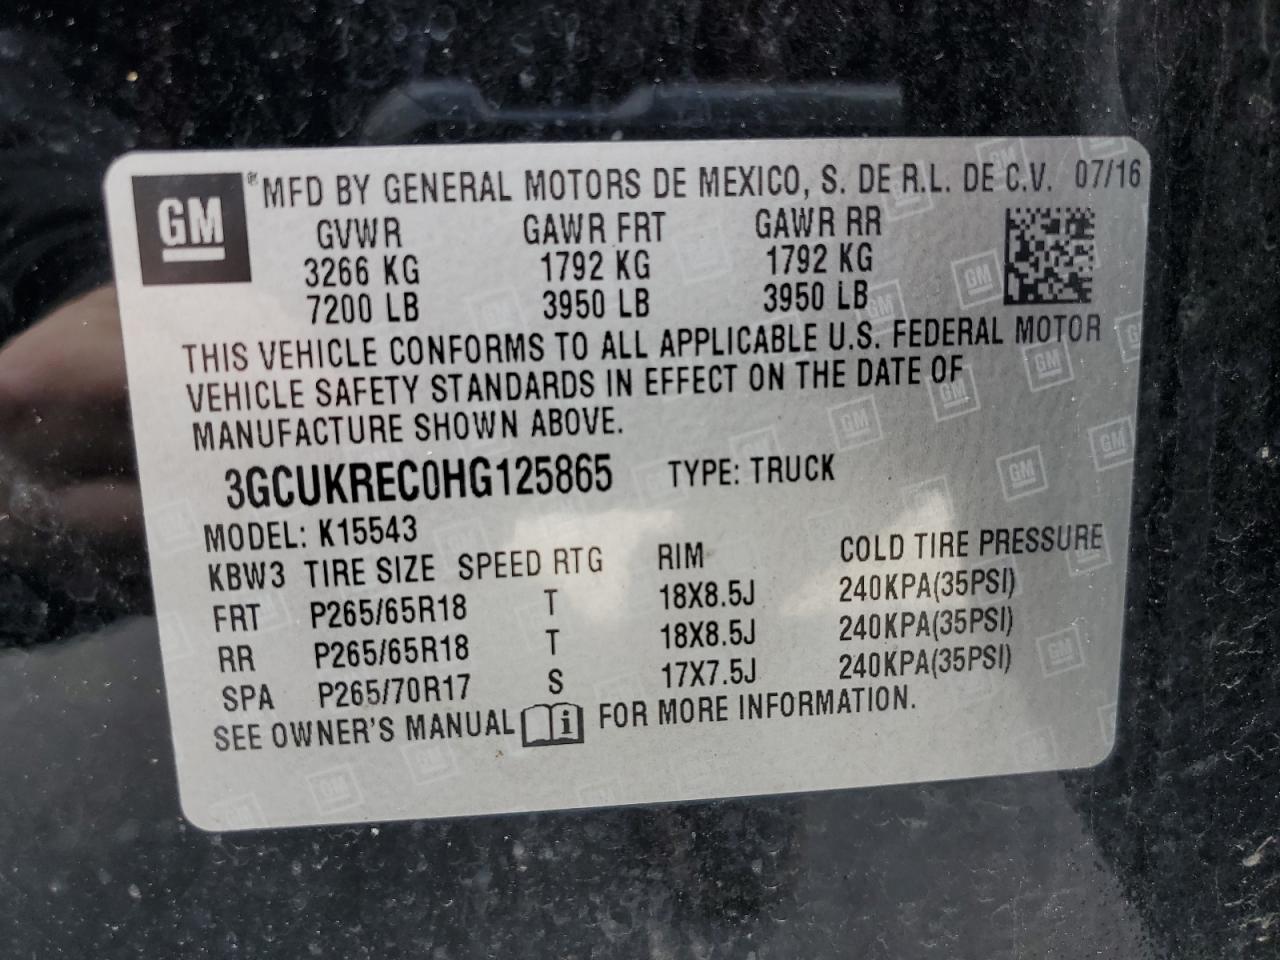 GM
®MFD BY GENERAL MOTORS DE MEXICO, S. DE R.L. DE C.V. 07/16
GVWR GAWR FRT GAWR RR
3266 KG 1792 KG 1792 KG
7200 LB 3950 LB 3950 LB
THIS VEHICLE CONFORMS TO ALL APPLICABLE U.S. FEDERAL MOTOR
VEHICLE SAFETY STANDARDS IN EFFECT ON THE DATE OF
MANUFACTURE SHOWN ABOVE.
3GCUKREC0HG125865 TYPE: TRUCK
MODEL: K15543
KBW3 TIRE SIZE SPEED RTG RIM COLD TIRE PRESSURE
FRT P265/65R18 T 18X8.5J 240KPA(35PSI)
RR P265/65R18 T 18X8.5J 240KPA(35PSI)
SPA P265/70R17 S 17X7.5J 240KPA(35PSI)
SEE OWNER'S MANUAL i FOR MORE INFORMATION.